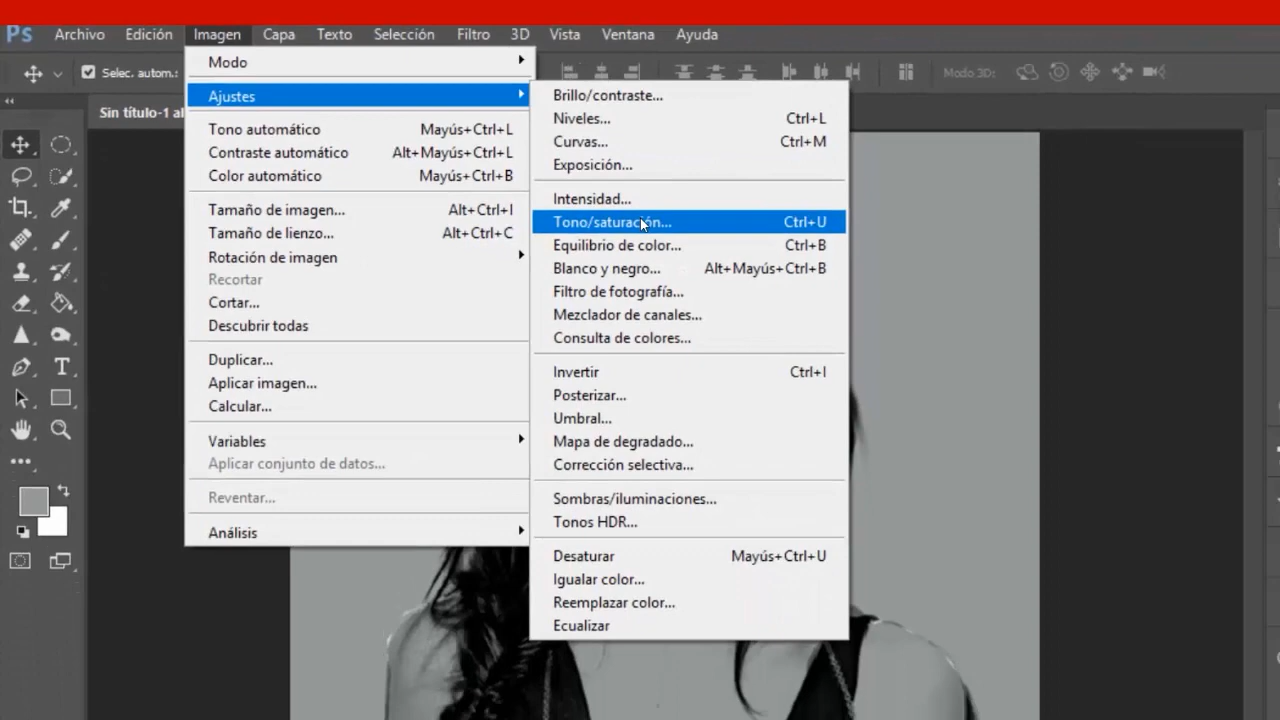 Ps Archivo Edición Imagen Capa Texto Selección Filtro 3D Vista Ventana Ayuda
Selec. autom.: Modo 3D:
Sin título-1 al
Modo
Ajustes
Tono automático Mayús+Ctrl+L
Contraste automático Alt+Mayús+Ctrl+L
Color automático Mayús+Ctrl+B
Tamaño de imagen... Alt+Ctrl+I
Tamaño de lienzo... Alt+Ctrl+C
Rotación de imagen
Recortar
Cortar...
Descubrir todas
Duplicar...
Aplicar imagen...
Calcular...
Variables
Aplicar conjunto de datos...
Reventar...
Análisis
Brillo/contraste...
Niveles... Ctrl+L
Curvas... Ctrl+M
Exposición...
Intensidad...
Tono/saturación... Ctrl+U
Equilibrio de color... Ctrl+B
Blanco y negro... Alt+Mayús+Ctrl+B
Filtro de fotografía...
Mezclador de canales...
Consulta de colores...
Invertir Ctrl+I
Posterizar...
Umbral...
Mapa de degradado...
Corrección selectiva...
Sombras/iluminaciones...
Tonos HDR...
Desaturar Mayús+Ctrl+U
Igualar color...
Reemplazar color...
Ecualizar